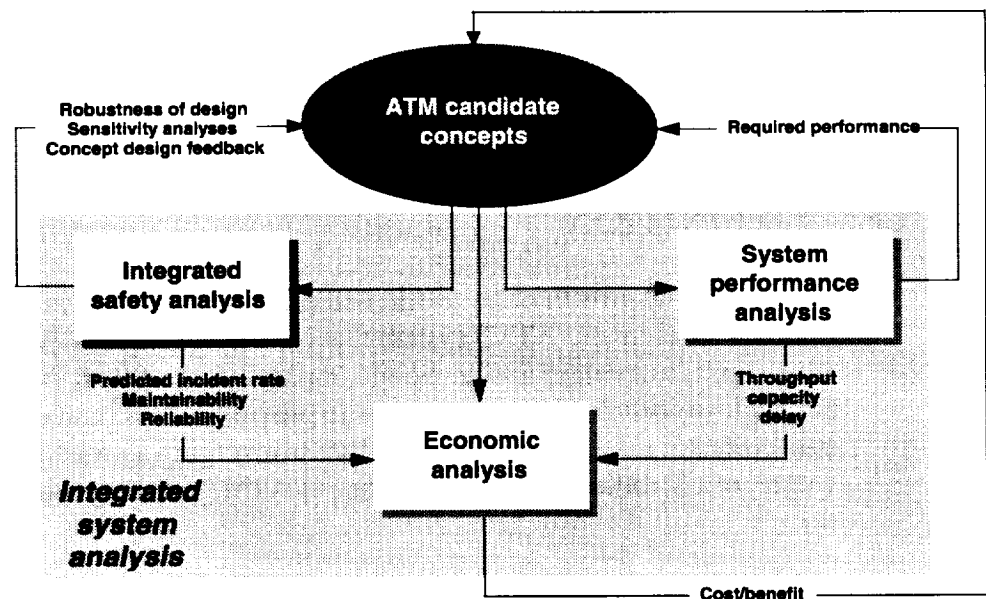 ATM candidate
concepts
Robustness of design
Sensitivity analyses
Concept design feedback
Required performance
Integrated
safety analysis
System
performance
analysis
Predicted incident rate
Maintainability
Reliability
Throughput
capacity
delay
Economic
analysis
Integrated
system
analysis
Cost/benefit